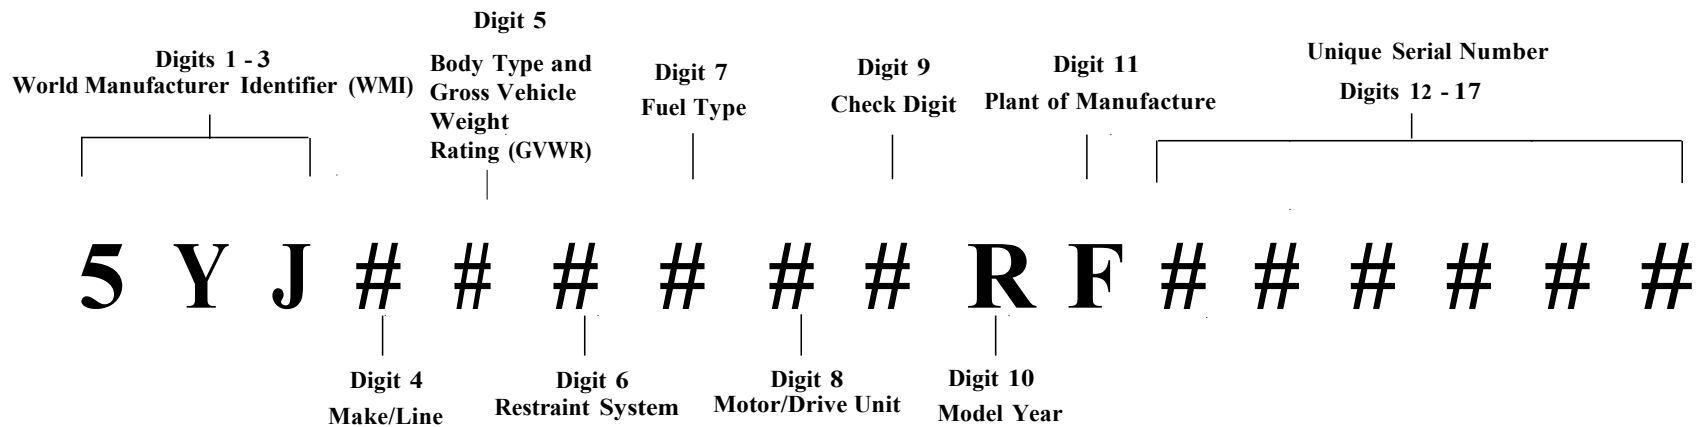 Digit 5
Digits 1 - 3
World Manufacturer Identifier (WMI)
Body Type and
Gross Vehicle
Weight
Rating (GVWR)
Digit 7
Fuel Type
Digit 9
Check Digit
Digit 11
Plant of Manufacture
Unique Serial Number
Digits 12 - 17
5 Y J # # # # # # R F # # # # # #
Digit 4
Make/Line
Digit 6
Restraint System
Digit 8
Motor/Drive Unit
Digit 10
Model Year